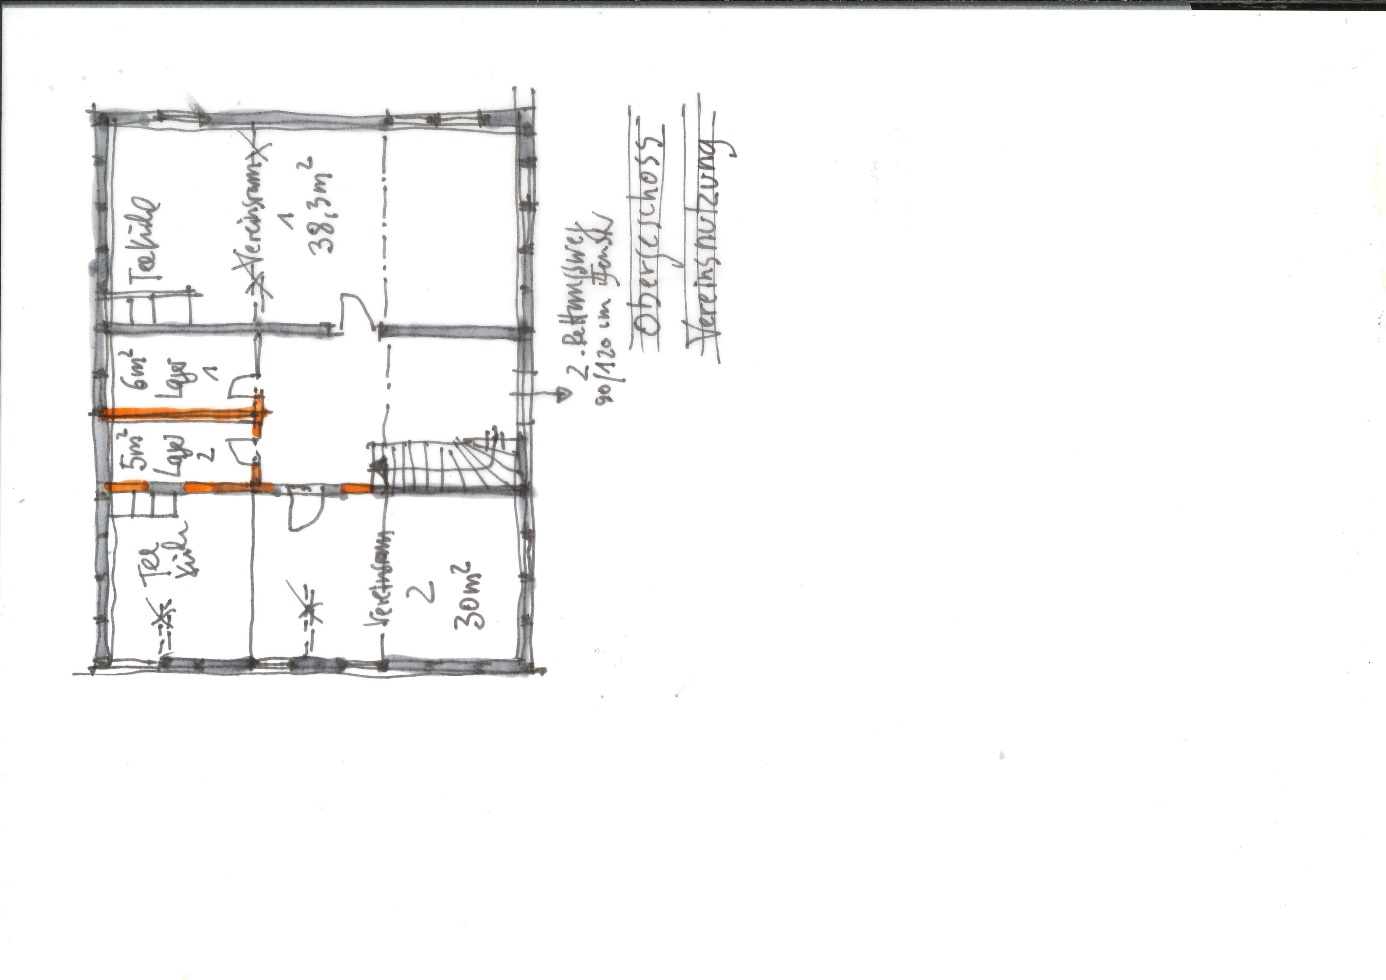 Teeküche
Vereinsraum
1
38,3m²
6m²
Lager
1
5m²
Lager
2
Tee
Küche
Vereinsraum
2
30m²
2. Rettungsweg
90/120 cm Fenster
Obergeschoss
Vereinsnutzung